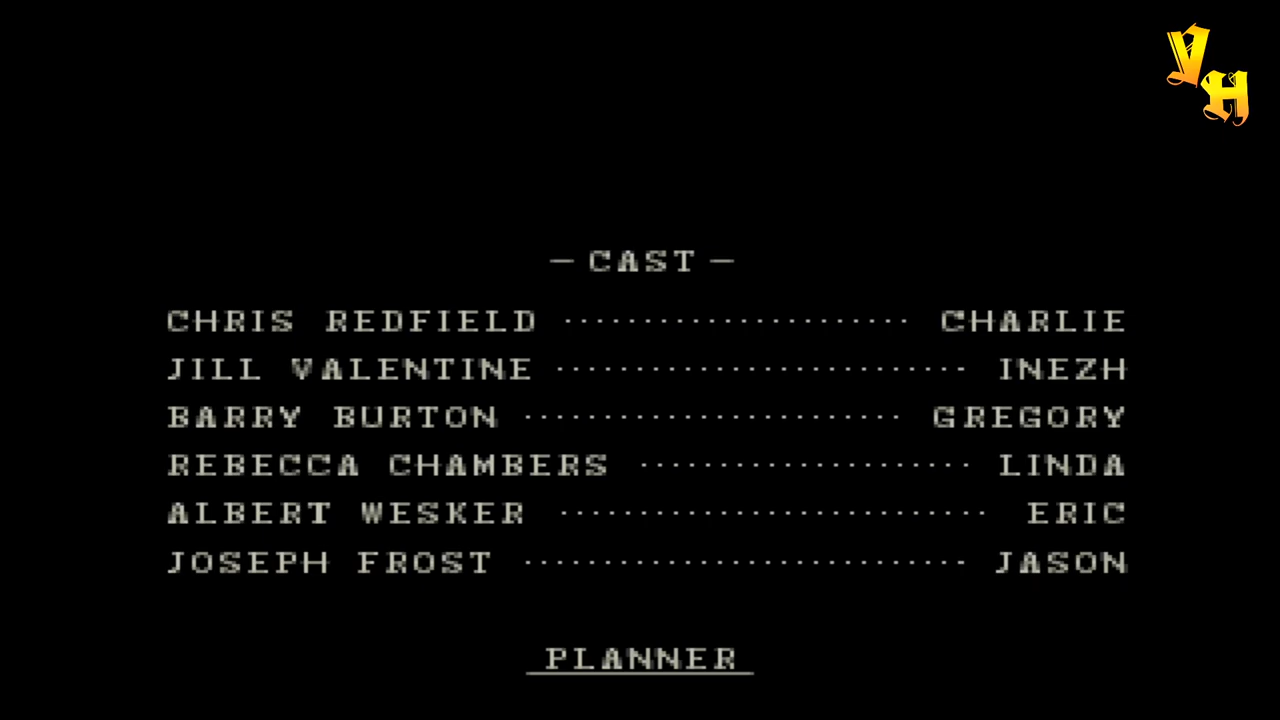 VH
— CAST —
CHRIS REDFIELD ······················ CHARLIE
JILL VALENTINE ·························· INEZH
BARRY BURTON ························ GREGORY
REBECCA CHAMBERS ····················· LINDA
ALBERT WESKER ··························· ERIC
JOSEPH FROST ···························· JASON
PLANNER